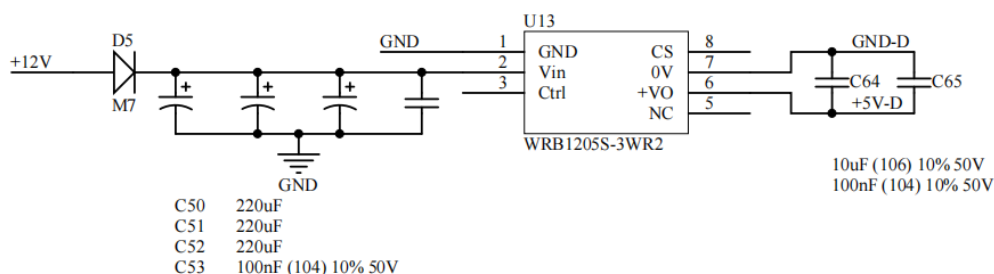 U13
D5
+12V
M7
GND
1
2
3
GND
Vin
Ctrl
CS
0V
+VO
NC
8
7
6
5
WRB1205S-3WR2
GND-D
C64
C65
+5V-D
+
+
+
GND
10uF (106) 10% 50V
100nF (104) 10% 50V
C50 220uF
C51 220uF
C52 220uF
C53 100nF (104) 10% 50V